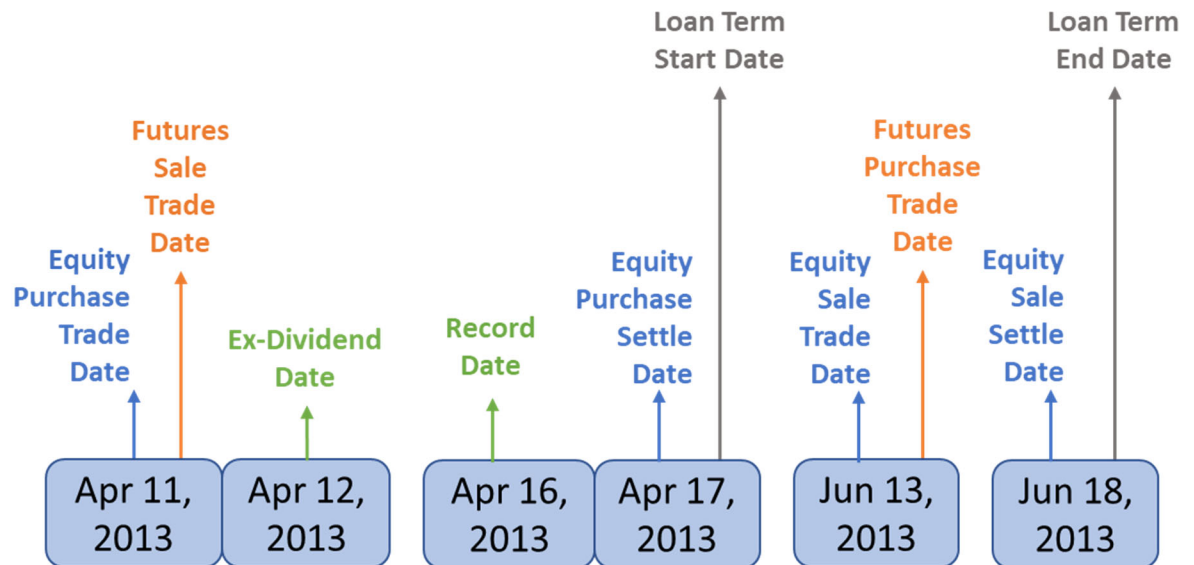 Loan Term
Start Date
Loan Term
End Date
Futures
Sale
Trade
Date
Futures
Purchase
Trade
Date
Equity
Purchase
Trade
Date
Ex-Dividend
Date
Record
Date
Equity
Purchase
Settle
Date
Equity
Sale
Trade
Date
Equity
Sale
Settle
Date
Apr 11,
2013
Apr 12,
2013
Apr 16,
2013
Apr 17,
2013
Jun 13,
2013
Jun 18,
2013